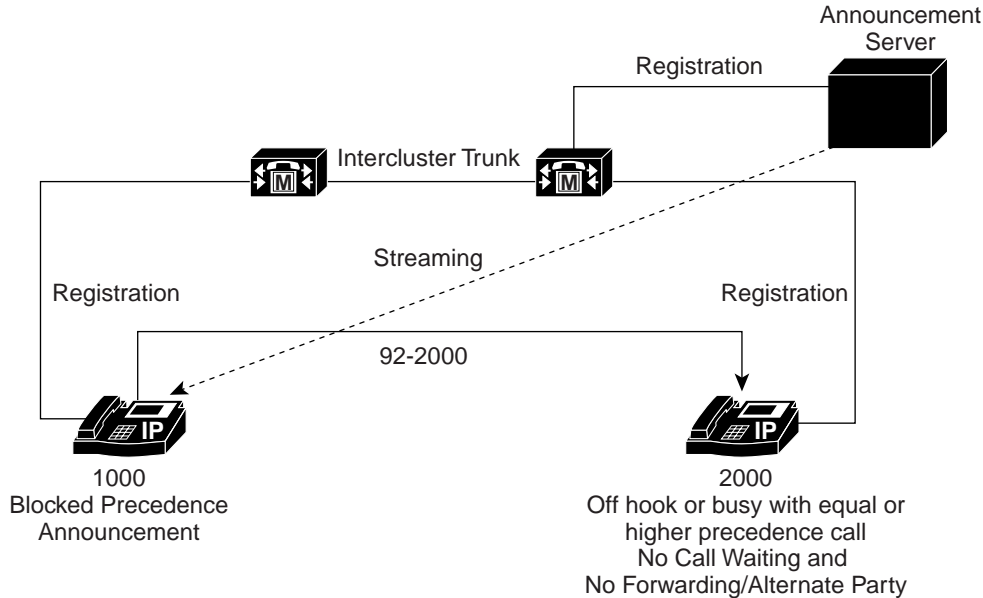 Announcement
Server
Registration
Intercluster Trunk
M
M
Streaming
Registration
Registration
92-2000
IP
IP
1000
Blocked Precedence
Announcement
2000
Off hook or busy with equal or
higher precedence call
No Call Waiting and
No Forwarding/Alternate Party